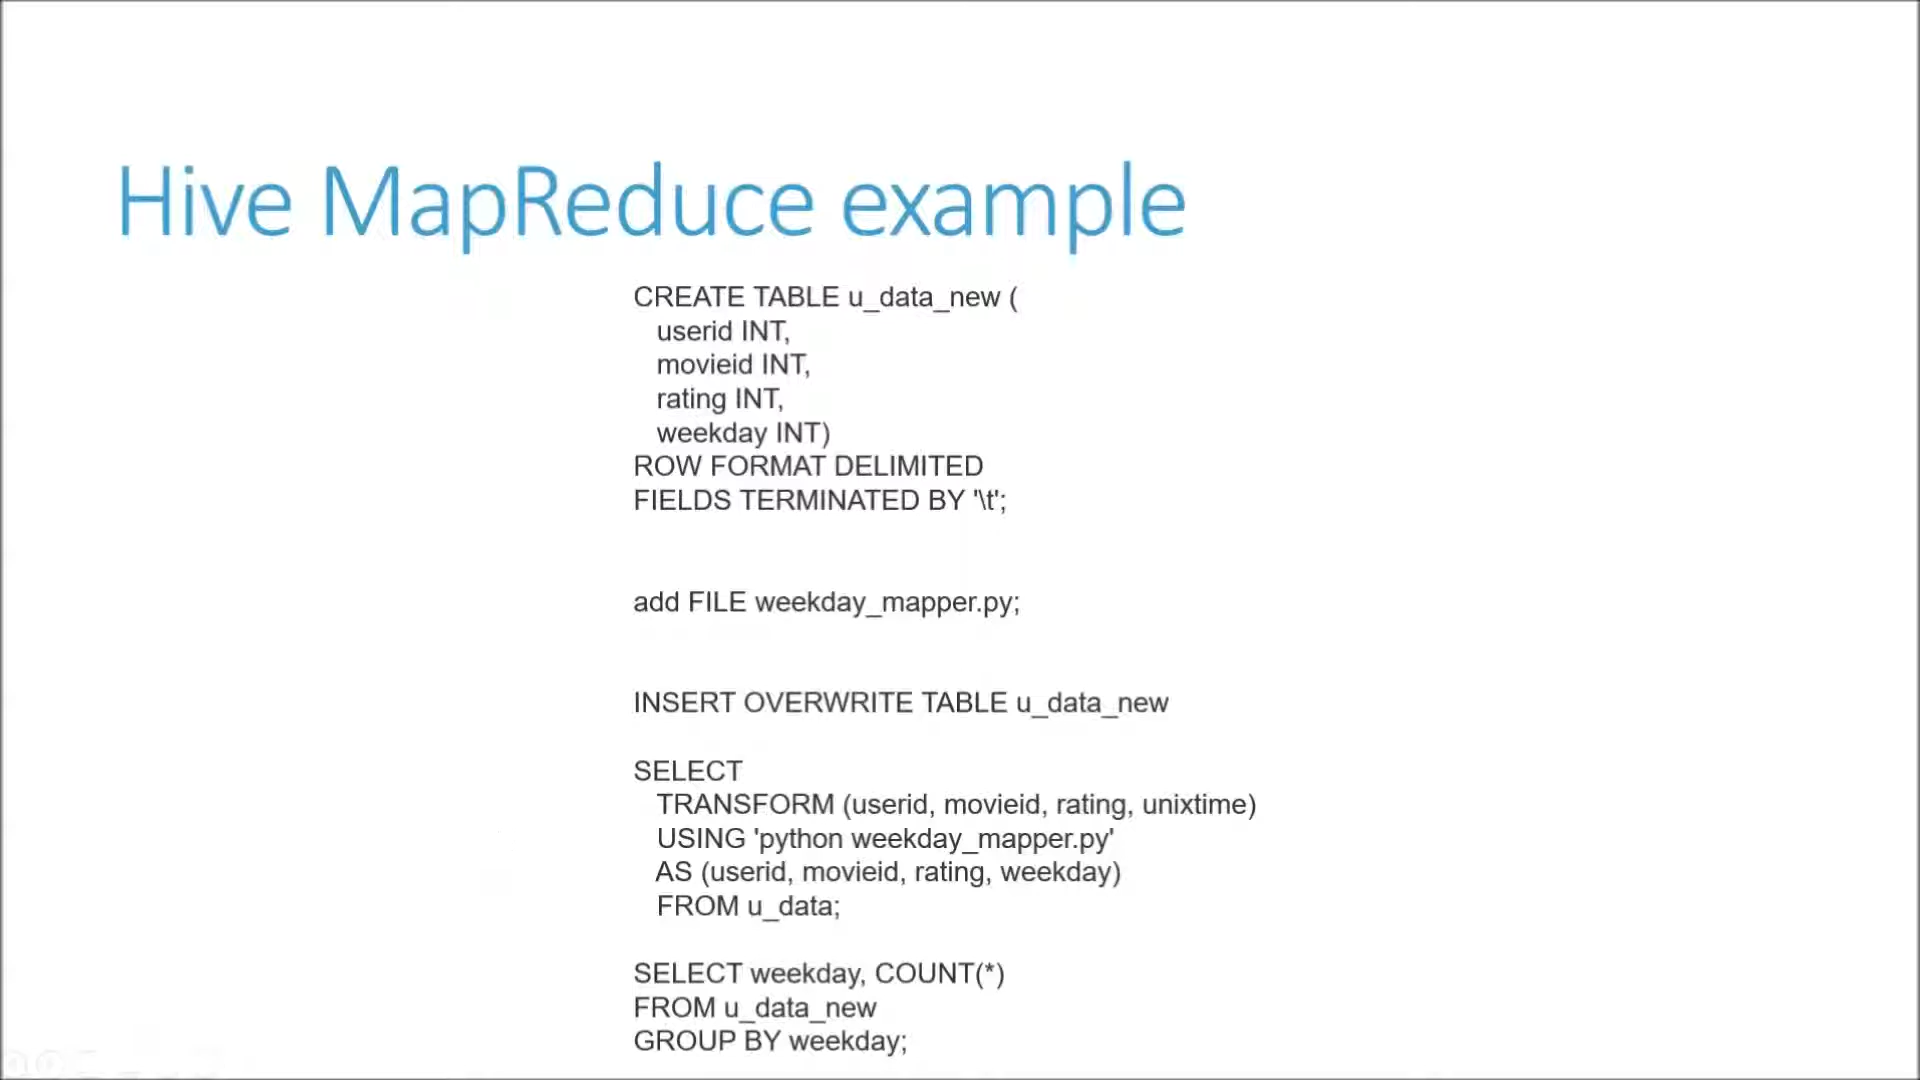 Hive MapReduce example
CREATE TABLE u_data_new (
userid INT,
movieid INT,
rating INT,
weekday INT)
ROW FORMAT DELIMITED
FIELDS TERMINATED BY '\t';
add FILE weekday_mapper.py;
INSERT OVERWRITE TABLE u_data_new
SELECT
TRANSFORM (userid, movieid, rating, unixtime)
USING 'python weekday_mapper.py'
AS (userid, movieid, rating, weekday)
FROM u_data;
SELECT weekday, COUNT(*)
FROM u_data_new
GROUP BY weekday;